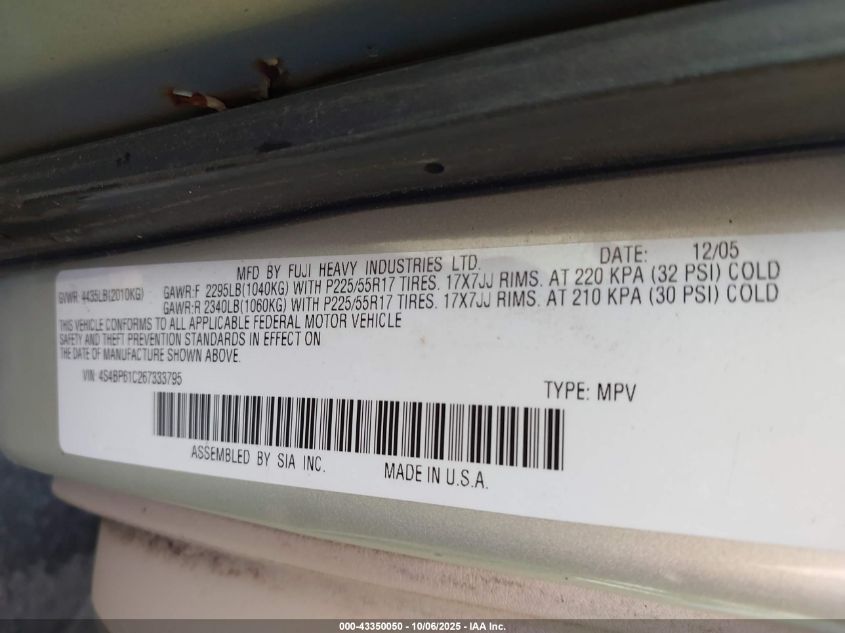 MFD BY FUJI HEAVY INDUSTRIES LTD. DATE: 12/05
GVWR 4435LB(2010KG) GAWR:F 2295LB(1040KG) WITH P225/55R17 TIRES. 17X7JJ RIMS. AT 220 KPA (32 PSI) COLD
GAWR:R 2340LB(1060KG) WITH P225/55R17 TIRES. 17X7JJ RIMS. AT 210 KPA (30 PSI) COLD
THIS VEHICLE CONFORMS TO ALL APPLICABLE FEDERAL MOTOR VEHICLE
SAFETY AND THEFT PREVENTION STANDARDS IN EFFECT ON
THE DATE OF MANUFACTURE SHOWN ABOVE.
VIN: 4S4BP61C267333795 TYPE: MPV
ASSEMBLED BY SIA INC. MADE IN U.S.A.
000-43350050 - 10/06/2025 - IAA Inc.